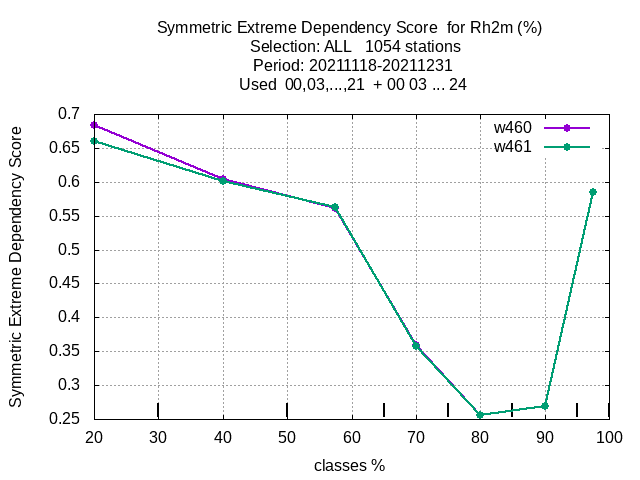 Symmetric Extreme Dependency Score  for Rh2m (%)
Selection: ALL   1054 stations
Period: 20211118-20211231
Used  00,03,...,21  + 00 03 ... 24
w460
w461
Symmetric Extreme Dependency Score
0.7
0.65
0.6
0.55
0.5
0.45
0.4
0.35
0.3
0.25
20 30 40 50 60 70 80 90 100
classes %